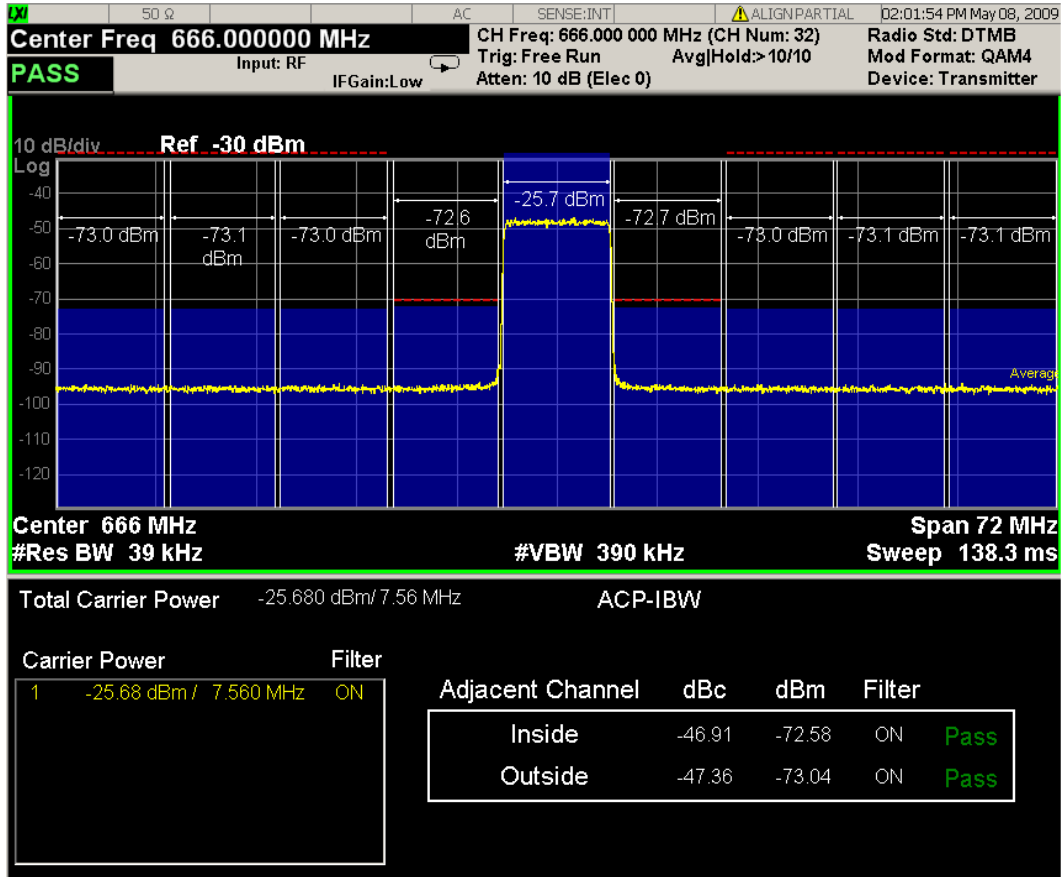 LXI 50 Ω AC SENSE:INT ALIGN PARTIAL 02:01:54 PM May 08, 2009
Center Freq 666.000000 MHz
CH Freq: 666.000 000 MHz (CH Num: 32)
Radio Std: DTMB
Input: RF
Trig: Free Run
Avg|Hold:>10/10
Mod Format: QAM4
PASS
IFGain:Low
Atten: 10 dB (Elec 0)
Device: Transmitter
10 dB/div Ref -30 dBm
Log
-40
-50
-60
-70
-80
-90
-100
-110
-120
-73.0 dBm
-73.1
dBm
-73.0 dBm
-72.6
dBm
-25.7 dBm
-72.7 dBm
-73.0 dBm
-73.1 dBm
-73.1 dBm
Averag
Center 666 MHz Span 72 MHz
#Res BW 39 kHz #VBW 390 kHz Sweep 138.3 ms
Total Carrier Power -25.680 dBm/ 7.56 MHz ACP-IBW
Carrier Power Filter
1 -25.68 dBm / 7.560 MHz ON
Adjacent Channel dBc dBm Filter
Inside -46.91 -72.58 ON Pass
Outside -47.36 -73.04 ON Pass